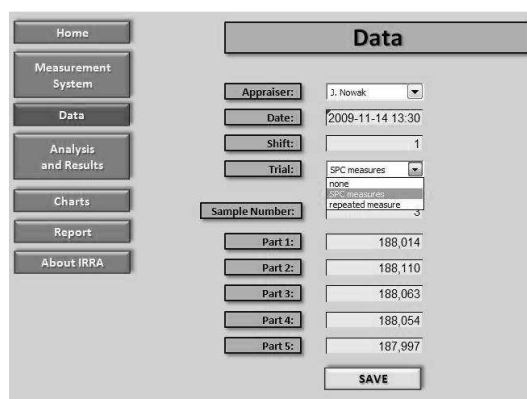 Home
Measurement
System
Data
Analysis
and Results
Charts
Report
About IRRA
Data
Appraiser: J. Nowak
Date: 2009-11-14 13:30
Shift: 1
Trial: SPC measures
none
SPC measures
repeated measure
Sample Number: 3
Part 1: 188,014
Part 2: 188,110
Part 3: 188,063
Part 4: 188,054
Part 5: 187,997
SAVE